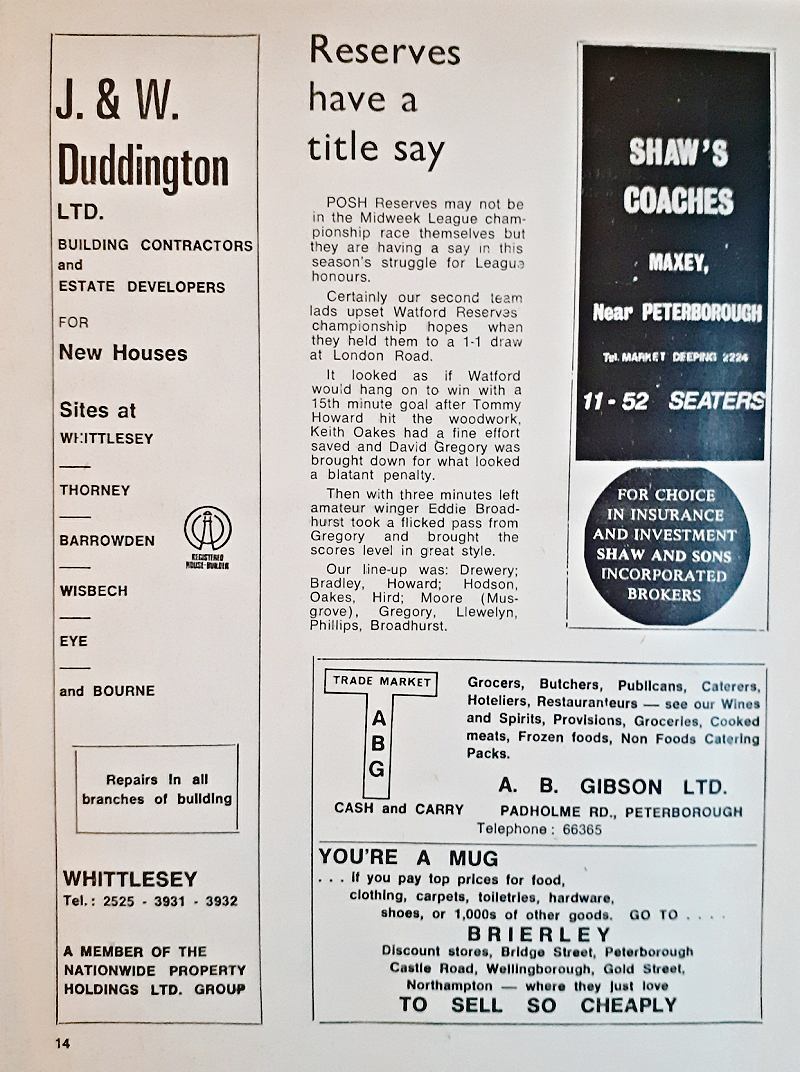 J. & W.
Duddington
LTD.
BUILDING CONTRACTORS
and
ESTATE DEVELOPERS
FOR
New Houses
Sites at
WHITTLESEY
THORNEY
BARROWDEN
WISBECH
EYE
and BOURNE
REGISTERED
HOUSE-BUILDER
Repairs in all
branches of building
WHITTLESEY
Tel.: 2525 - 3931 - 3932
A MEMBER OF THE
NATIONWIDE PROPERTY
HOLDINGS LTD. GROUP
14
Reserves
have a
title say
POSH Reserves may not be
in the Midweek League cham-
pionship race themselves but
they are having a say in this
season's struggle for League
honours.
Certainly our second team
lads upset Watford Reserves
championship hopes when
they held them to a 1-1 draw
at London Road.
It looked as if Watford
would hang on to win with a
15th minute goal after Tommy
Howard hit the woodwork,
Keith Oakes had a fine effort
saved and David Gregory was
brought down for what looked
a blatant penalty.
Then with three minutes left
amateur winger Eddie Broad-
hurst took a flicked pass from
Gregory and brought the
scores level in great style.
Our line-up was: Drewery;
Bradley, Howard; Hodson,
Oakes, Hird; Moore (Mus-
grove), Gregory, Llewelyn,
Phillips, Broadhurst.
SHAW'S
COACHES
MAXEY,
Near PETERBOROUGH
Tel. MARKET DEEPING 2224
11 - 52 SEATERS
FOR CHOICE
IN INSURANCE
AND INVESTMENT
SHAW AND SONS
INCORPORATED
BROKERS
TRADE MARKET
A
B
G
CASH and CARRY
Grocers, Butchers, Publicans, Caterers,
Hoteliers, Restauranteurs — see our Wines
and Spirits, Provisions, Groceries, Cooked
meats, Frozen foods, Non Foods Catering
Packs.
A. B. GIBSON LTD.
PADHOLME RD., PETERBOROUGH
Telephone: 66365
YOU'RE A MUG
. . . if you pay top prices for food,
clothing, carpets, toiletries, hardware,
shoes, or 1,000s of other goods. GO TO . . . .
BRIERLEY
Discount stores, Bridge Street, Peterborough
Castle Road, Wellingborough, Gold Street,
Northampton — where they just love
TO SELL SO CHEAPLY